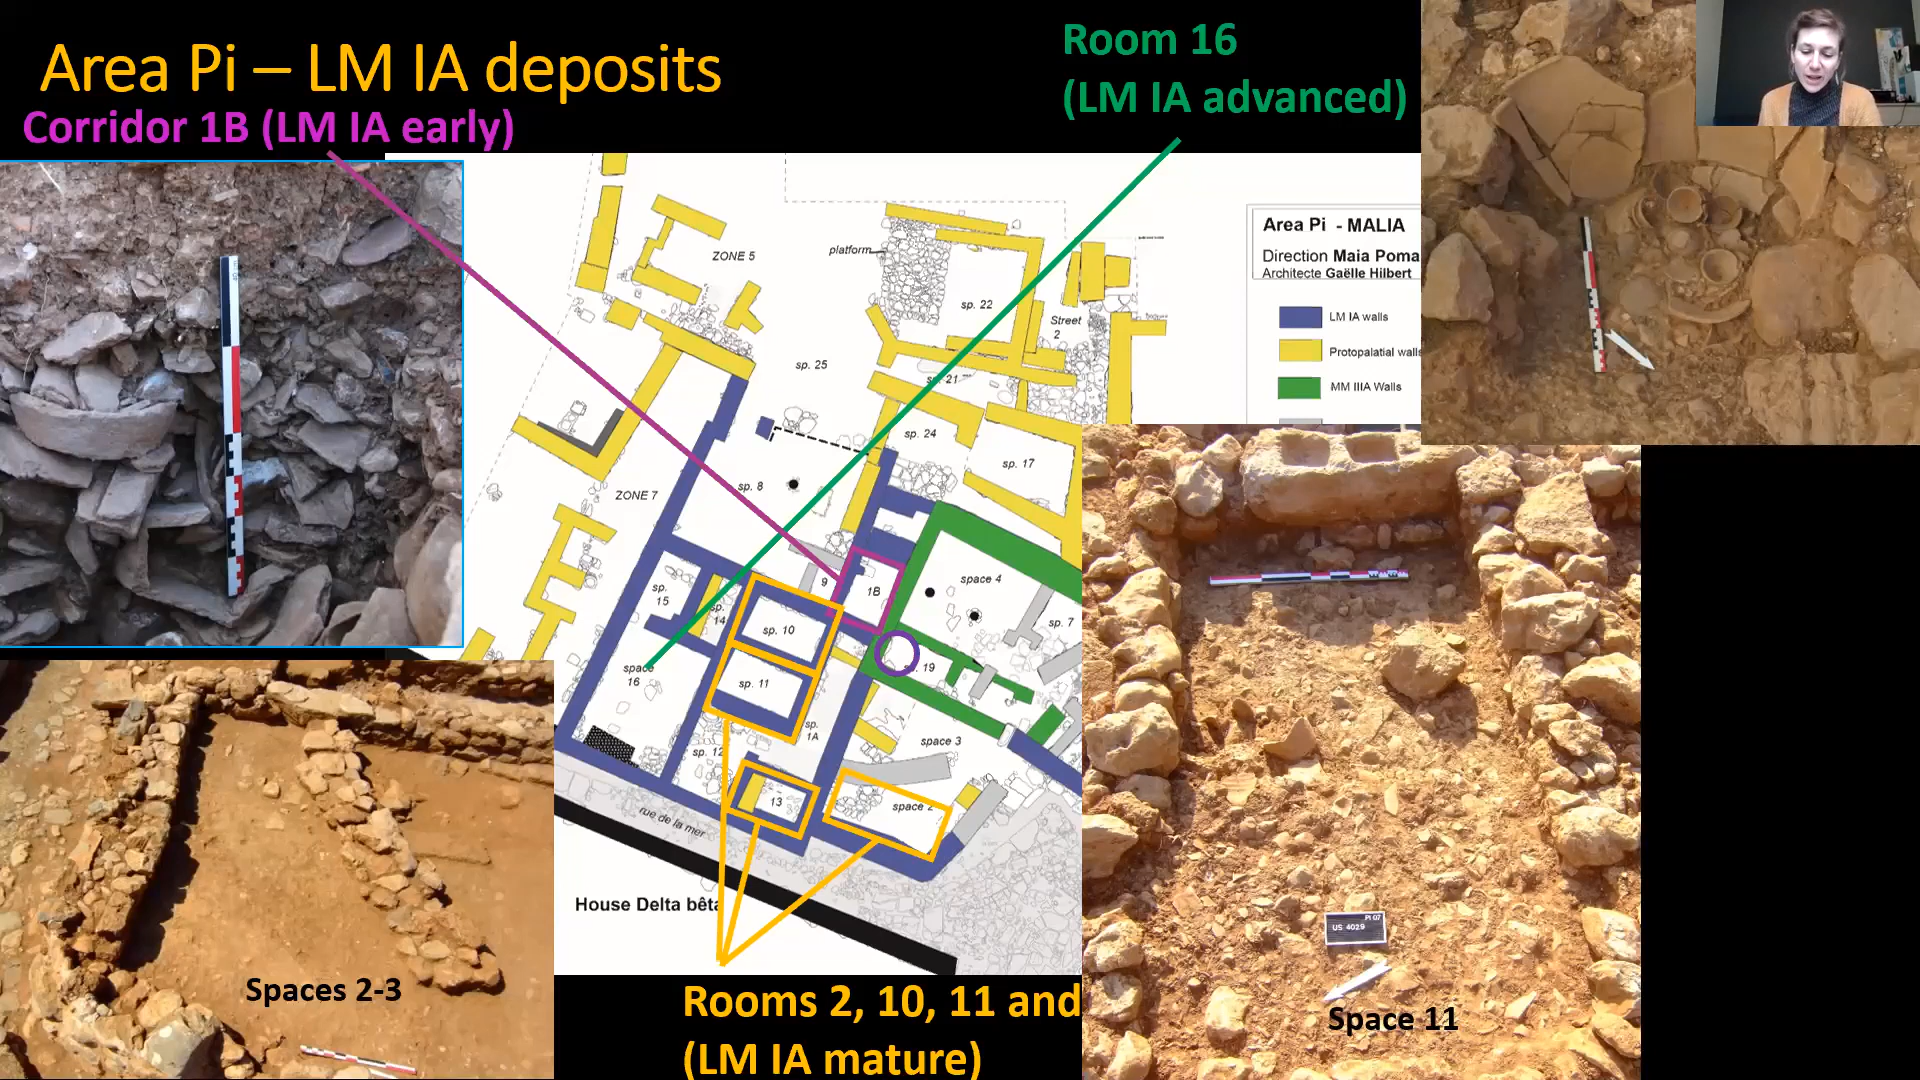 Area Pi – LM IA deposits
Corridor 1B (LM IA early)
Room 16
(LM IA advanced)
Area Pi - MALIA
Direction Maia Poma
Architecte Gaëlle Hilbert
LM IA walls
Protopalatial walls
MM IIIA Walls
ZONE 5
platform
sp. 22
Street
2
sp. 25
21
sp. 24
sp. 17
sp. 8
ZONE 7
9
1B
space 4
sp.
15
sp.
14
sp. 10
sp. 7
space
16
sp. 11
19
sp.
1A
sp. 12
space 3
13
space 2
rue de la mer
House Delta bêta
Spaces 2-3
Rooms 2, 10, 11 and
(LM IA mature)
PI 07
US 4029
Space 11